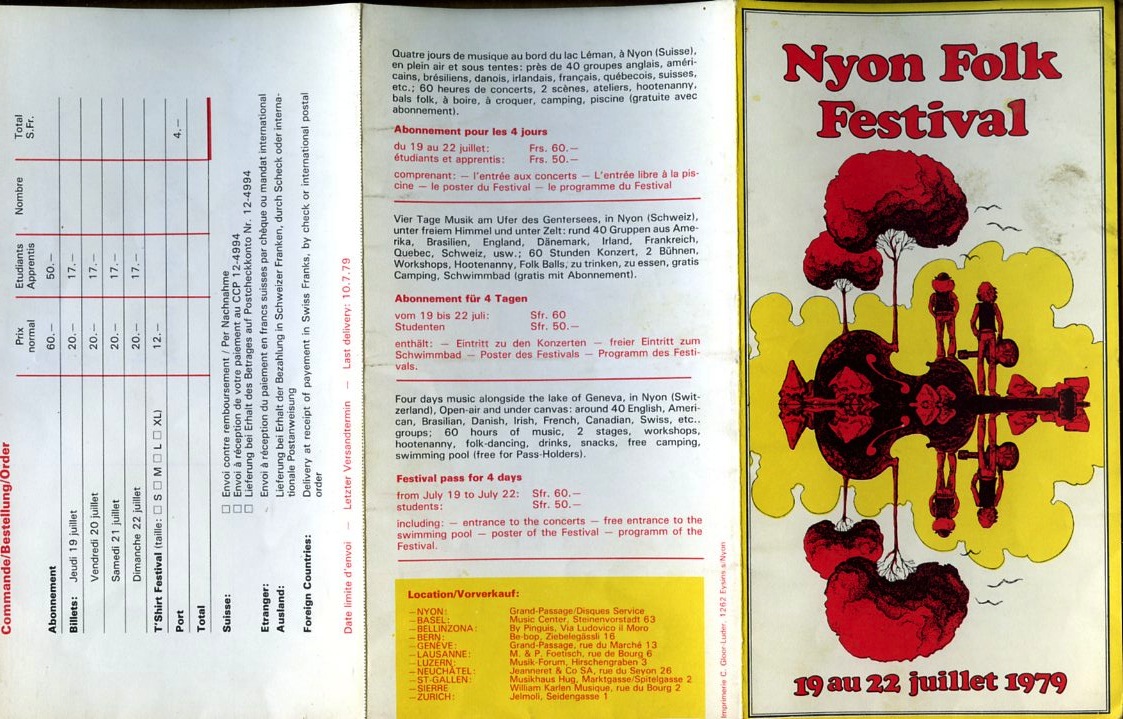 Commande/Bestellung/Order
Prix normal
Etudiants Apprentis
Nombre
Total S.Fr.
Abonnement 60.— 50.—
Billets: Jeudi 19 juillet 20.— 17.—
Vendredi 20 juillet 20.— 17.—
Samedi 21 juillet 20.— 17.—
Dimanche 22 juillet 20.— 17.—
T'Shirt Festival (taille: □ S □ M □ L □ XL) 12.—
Port 4.—
Total
Suisse: □ Envoi contre remboursement / Per Nachnahme
□ Envoi à réception de votre paiement au CCP 12-4994
□ Lieferung bei Erhalt des Betrages auf Postcheckkonto Nr. 12-4994
Etranger: Envoi à réception du paiement en francs suisses par chèque ou mandat international
Ausland: Lieferung bei Erhalt der Bezahlung in Schweizer Franken, durch Scheck oder interna-
tionale Postanweisung
Foreign Countries: Delivery at receipt of payement in Swiss Franks, by check or international postal
order
Date limite d'envoi — Letzter Versandtermin — Last delivery: 10.7.79
Quatre jours de musique au bord du lac Léman, à Nyon (Suisse),
en plein air et sous tentes: près de 40 groupes anglais, améri-
cains, brésiliens, danois, irlandais, français, québecois, suisses,
etc.; 60 heures de concerts, 2 scènes, ateliers, hootenanny,
bals folk, à boire, à croquer, camping, piscine (gratuite avec
abonnement).
Abonnement pour les 4 jours
du 19 au 22 juillet: Frs. 60.—
étudiants et apprentis: Frs. 50.—
comprenant: — l'entrée aux concerts — L'entrée libre à la pis-
cine — le poster du Festival — le programme du Festival
Vier Tage Musik am Ufer des Gentersees, in Nyon (Schweiz),
unter freiem Himmel und unter Zelt: rund 40 Gruppen aus Ame-
rika, Brasilien, England, Dänemark, Irland, Frankreich,
Quebec, Schweiz, usw.; 60 Stunden Konzert, 2 Bühnen,
Workshops, Hootenanny, Folk Balls, zu trinken, zu essen, gratis
Camping, Schwimmbad (gratis mit Abonnement).
Abonnement für 4 Tagen
vom 19 bis 22 juli: Sfr. 60
Studenten Sfr. 50.—
enthält: — Eintritt zu den Konzerten — freier Eintritt zum
Schwimmbad — Poster des Festivals — Programm des Festi-
vals.
Four days music alongside the lake of Geneva, in Nyon (Swit-
zerland), Open-air and under canvas: around 40 English, Ameri-
can, Brasilian, Danish, Irish, French, Canadian, Swiss, etc..
groups; 60 hours of music, 2 stages, workshops,
hootenanny, folk-dancing, drinks, snacks, free camping,
swimming pool (free for Pass-Holders).
Festival pass for 4 days
from July 19 to July 22: Sfr. 60.—
students: Sfr. 50.—
including: — entrance to the concerts — free entrance to the
swimming pool — poster of the Festival — programm of the
Festival.
Location/Vorverkauf:
—NYON: Grand-Passage/Disques Service
—BASEL: Music Center, Steinenvorstadt 63
—BELLINZONA: By Pinguis, Via Ludovico il Moro
—BERN: Be-bop, Ziebelegässli 16
—GENÈVE: Grand-Passage, rue du Marché 13
—LAUSANNE: M. & P. Foetisch, rue de Bourg 6
—LUZERN: Musik-Forum, Hirschengraben 3
—NEUCHÂTEL: Jeanneret & Co SA, rue du Seyon 26
—ST-GALLEN: Musikhaus Hug, Marktgasse/Spitelgasse 2
—SIERRE William Karlen Musique, rue du Bourg 2
—ZURICH: Jelmoli, Seidengasse 1
Imprimerie C. Gloor-Luder, 1262 Eysins s/Nyon
Nyon Folk
Festival
19 au 22 juillet 1979